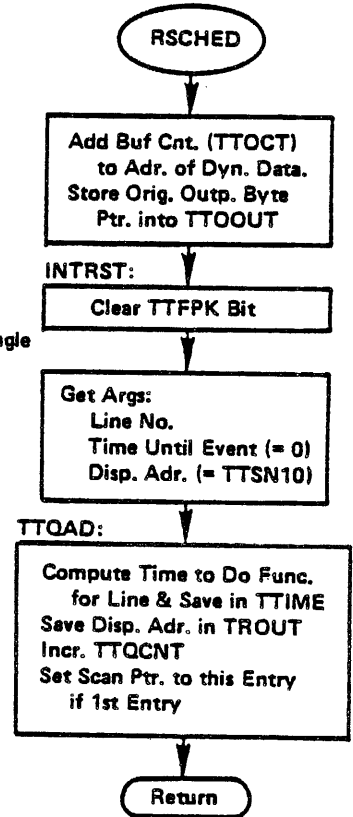 RSCHED
Add Buf Cnt. (TTOCT)
to Adr. of Dyn. Data.
Store Orig. Outp. Byte
Ptr. into TTOOUT
INTRST:
Clear TTFPK Bit
Get Args:
Line No.
Time Until Event (= 0)
Disp. Adr. (= TTSN10)
TTQAD:
Compute Time to Do Func.
for Line & Save in TTIME
Save Disp. Adr. in TROUT
Incr. TTQCNT
Set Scan Ptr. to this Entry
if 1st Entry
Return